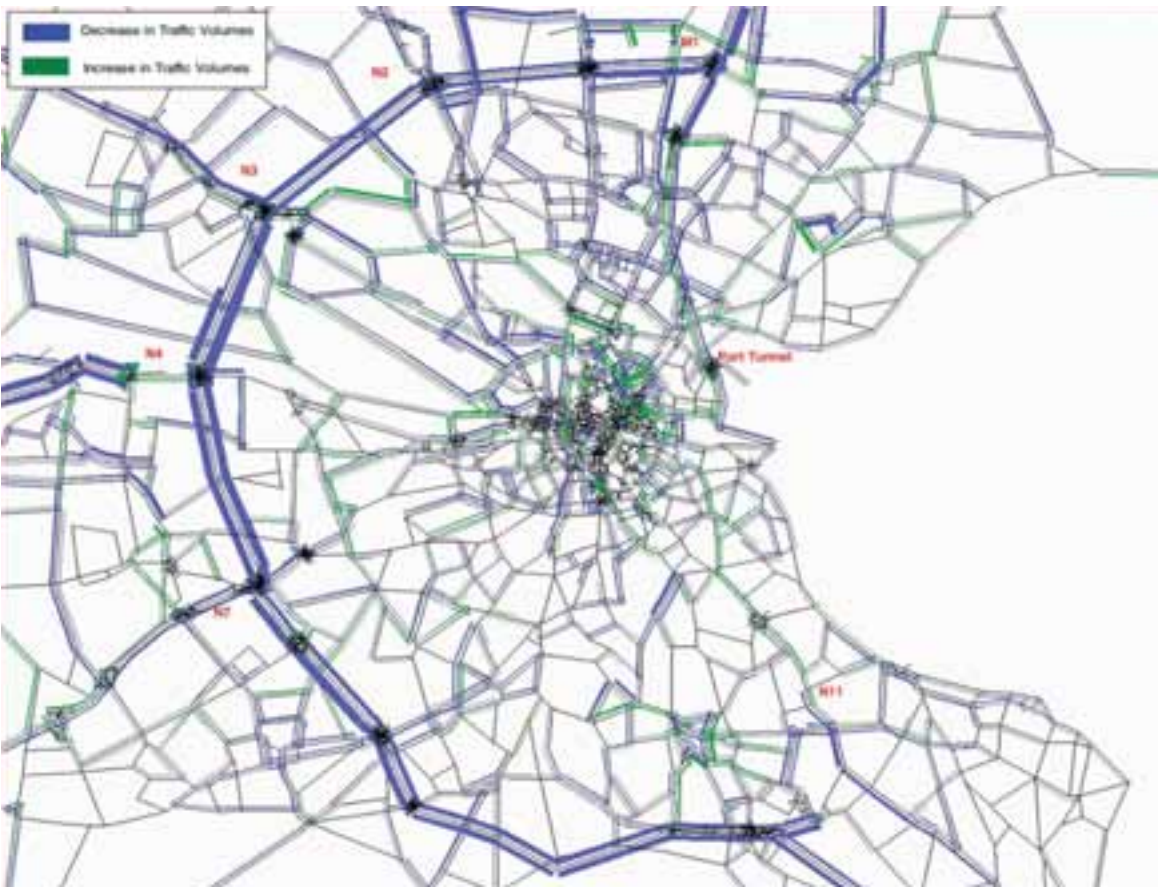 Decrease in Traffic Volumes
Increase in Traffic Volumes
M1
N2
N3
N4
Port Tunnel
N7
N11